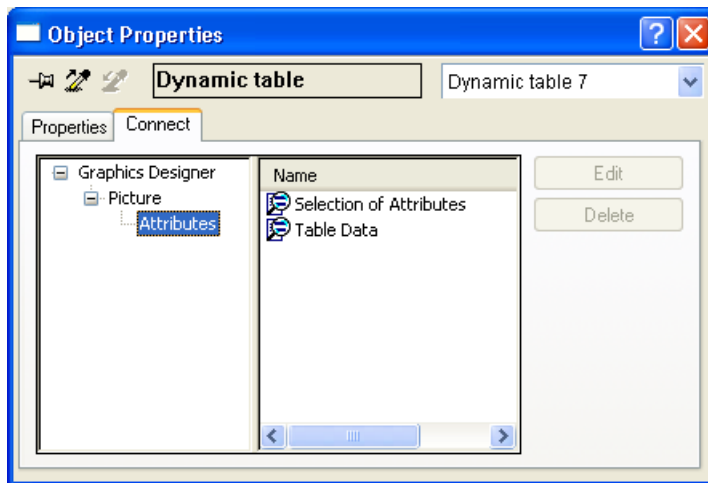 Object Properties
Dynamic table
Dynamic table 7
Properties
Connect
Graphics Designer
Picture
Attributes
Name
Selection of Attributes
Table Data
Edit
Delete